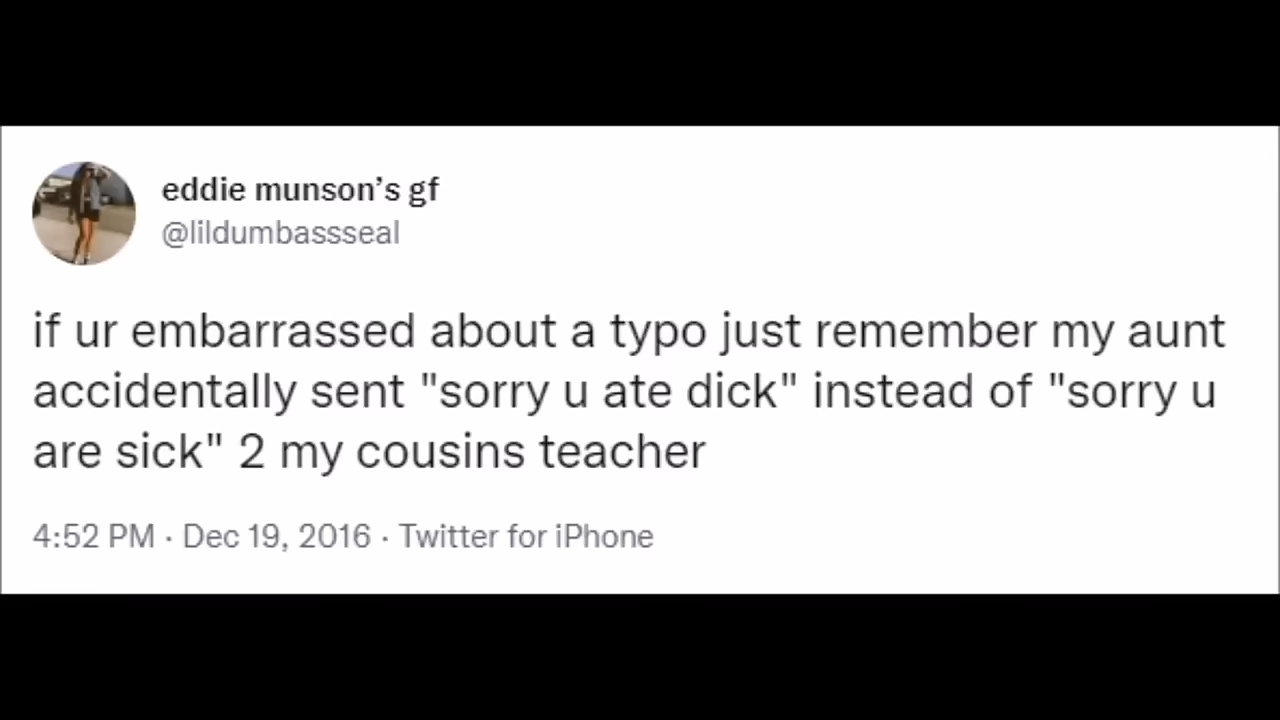 eddie munson’s gf
@lildumbassseal
if ur embarrassed about a typo just remember my aunt
accidentally sent "sorry u ate dick" instead of "sorry u
are sick" 2 my cousins teacher
4:52 PM · Dec 19, 2016 · Twitter for iPhone